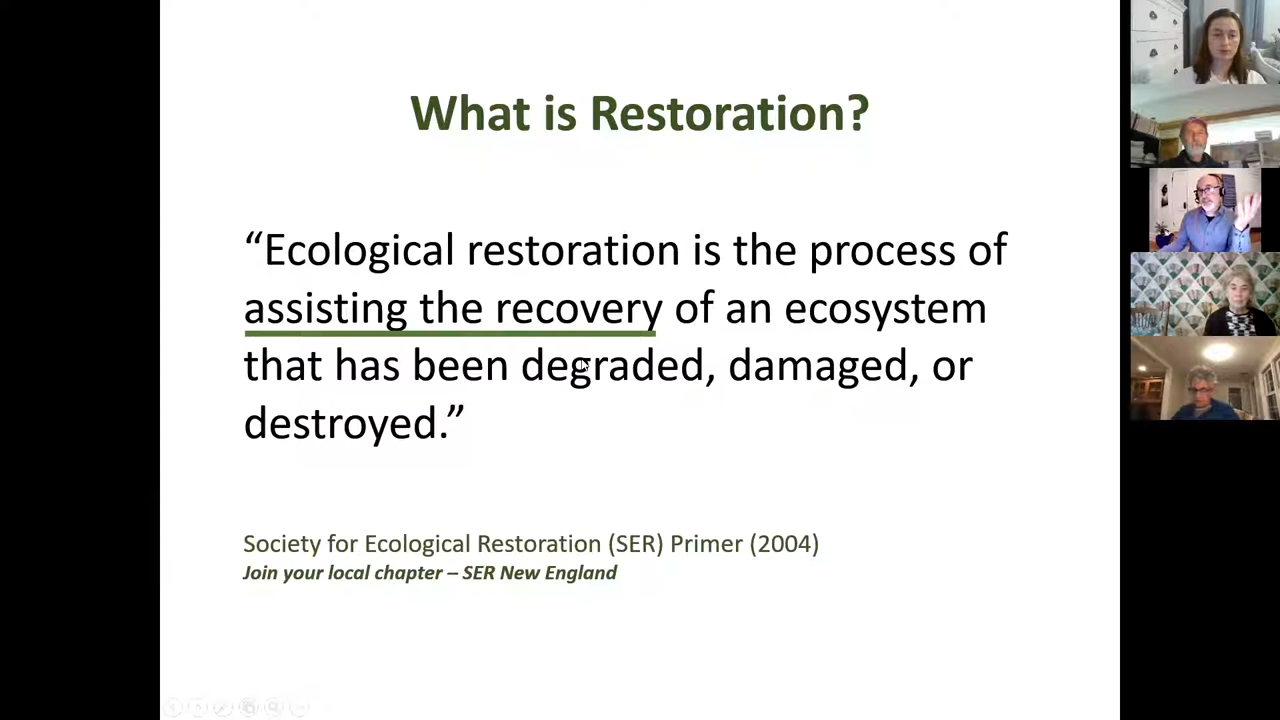 What is Restoration?
“Ecological restoration is the process of
assisting the recovery of an ecosystem
that has been degraded, damaged, or
destroyed.”
Society for Ecological Restoration (SER) Primer (2004)
Join your local chapter – SER New England